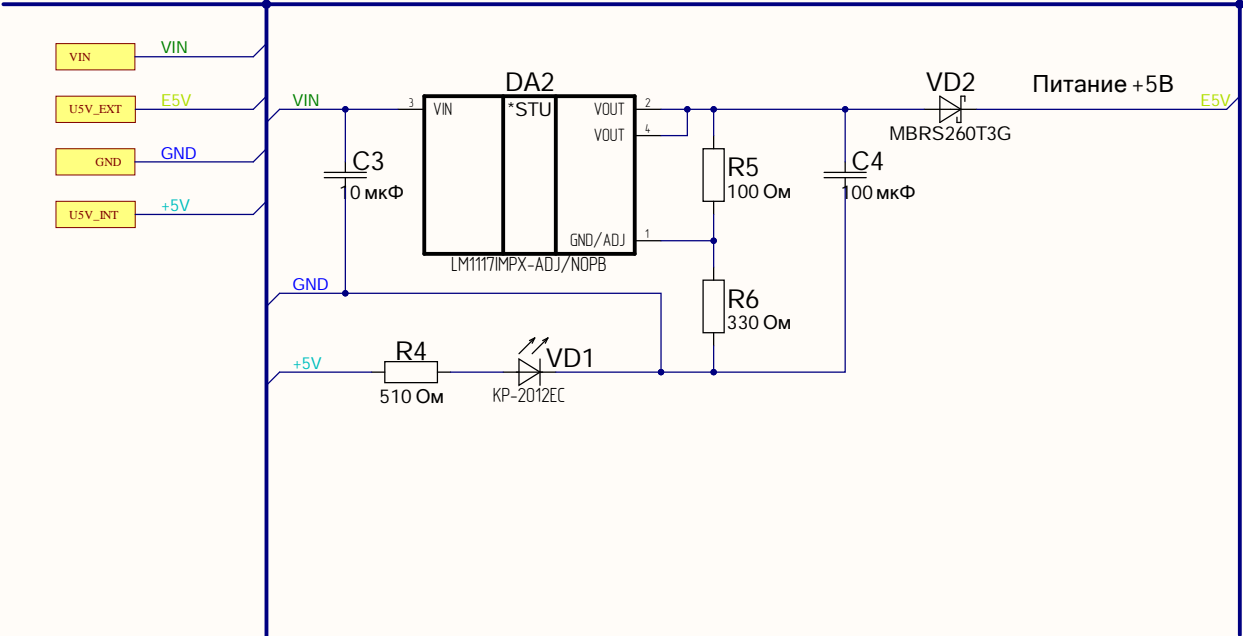 VIN VIN
U5V_EXT E5V
GND GND
U5V_INT +5V
VIN
C3
10 мкФ
DA2
3 VIN *STU VOUT 2
VOUT 4
GND/ADJ 1
LM1117IMPX-ADJ/NOPB
R5
100 Ом
C4
100 мкФ
VD2
MBRS260T3G
Питание +5В
E5V
GND
R6
330 Ом
+5V
R4
510 Ом
VD1
KP-2012EC